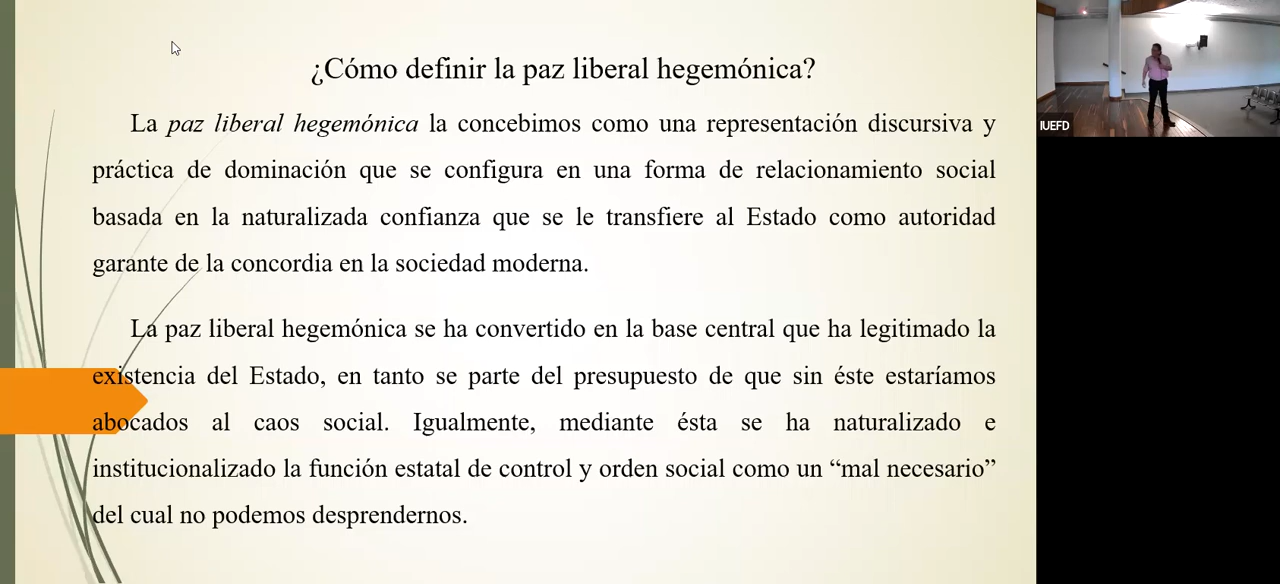 ¿Cómo definir la paz liberal hegemónica?
La paz liberal hegemónica la concebimos como una representación discursiva y
práctica de dominación que se configura en una forma de relacionamiento social
basada en la naturalizada confianza que se le transfiere al Estado como autoridad
garante de la concordia en la sociedad moderna.
La paz liberal hegemónica se ha convertido en la base central que ha legitimado la
existencia del Estado, en tanto se parte del presupuesto de que sin éste estaríamos
abocados al caos social. Igualmente, mediante ésta se ha naturalizado e
institucionalizado la función estatal de control y orden social como un “mal necesario”
del cual no podemos desprendernos.
IUEFD